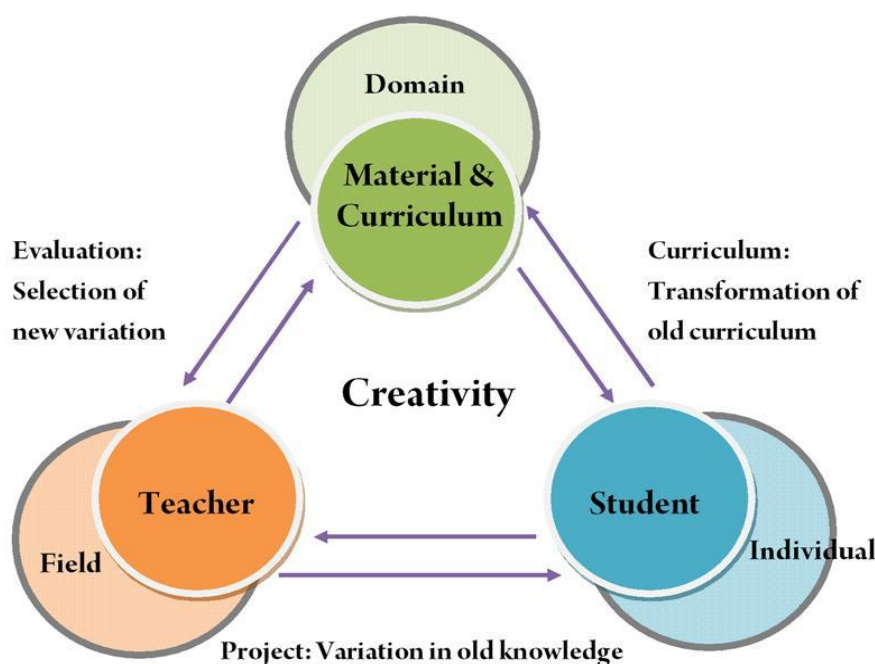 Domain
Material &
Curriculum
Evaluation:
Selection of
new variation
Curriculum:
Transformation of
old curriculum
Creativity
Teacher
Student
Field
Individual
Project: Variation in old knowledge